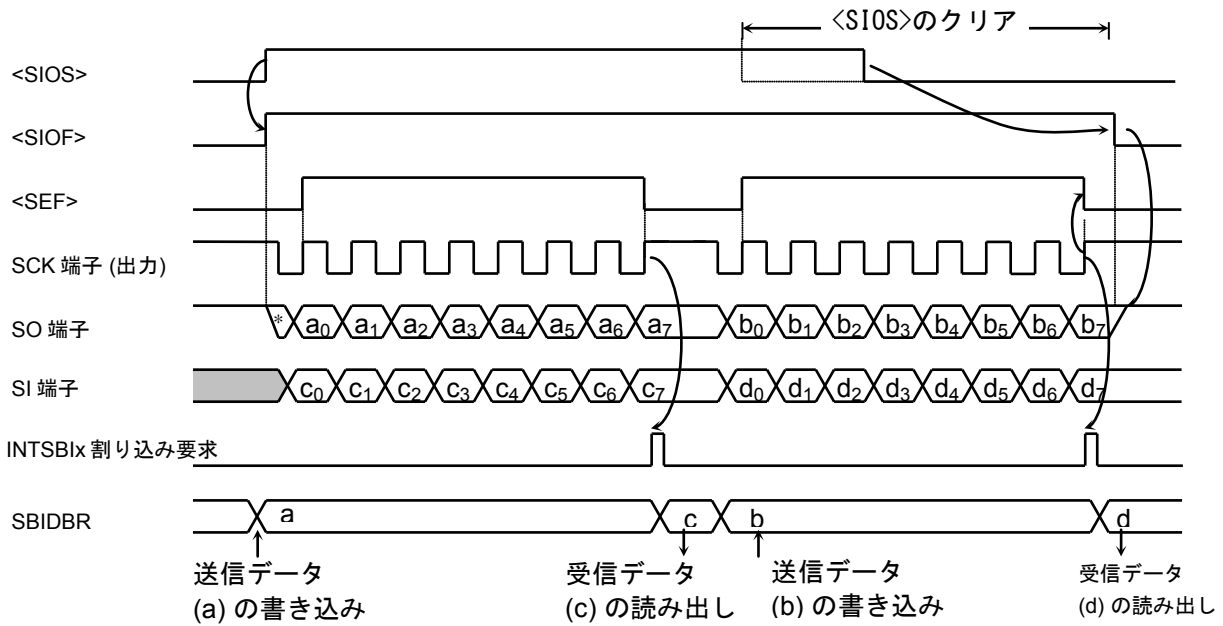 <SIOS>のクリア
<SIOS>
<SIOF>
<SEF>
SCK 端子 (出力)
SO 端子
* a0 a1 a2 a3 a4 a5 a6 a7 b0 b1 b2 b3 b4 b5 b6 b7
SI 端子
c0 c1 c2 c3 c4 c5 c6 c7 d0 d1 d2 d3 d4 d5 d6 d7
INTSBIx 割り込み要求
SBIDBR
a c b d
送信データ
(a) の書き込み
受信データ
(c) の読み出し
送信データ
(b) の書き込み
受信データ
(d) の読み出し